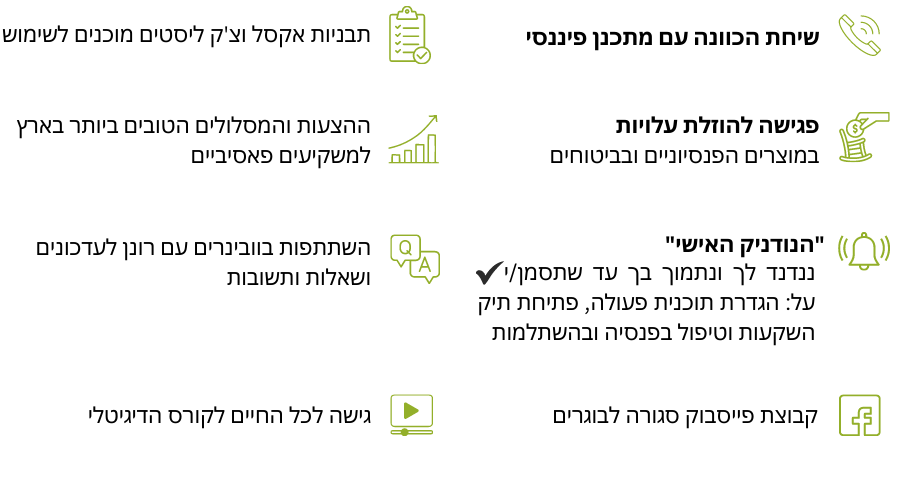 שיחת הכוונה עם מתכנן פיננסי
תבניות אקסל וצ'ק ליסטים מוכנים לשימוש
פגישה להוזלת עלויות
במוצרים הפנסיוניים ובביטוחים
ההצעות והמסלולים הטובים ביותר בארץ
למשקיעים פאסיביים
"הנודניק האישי"
ננדנד לך ונתמוך בך עד שתסמן/י✔
על: הגדרת תוכנית פעולה, פתיחת תיק
השקעות וטיפול בפנסיה ובהשתלמות
Q
A
השתתפות בוובינרים עם רונן לעדכונים
ושאלות ותשובות
קבוצת פייסבוק סגורה לבוגרים
גישה לכל החיים לקורס הדיגיטלי